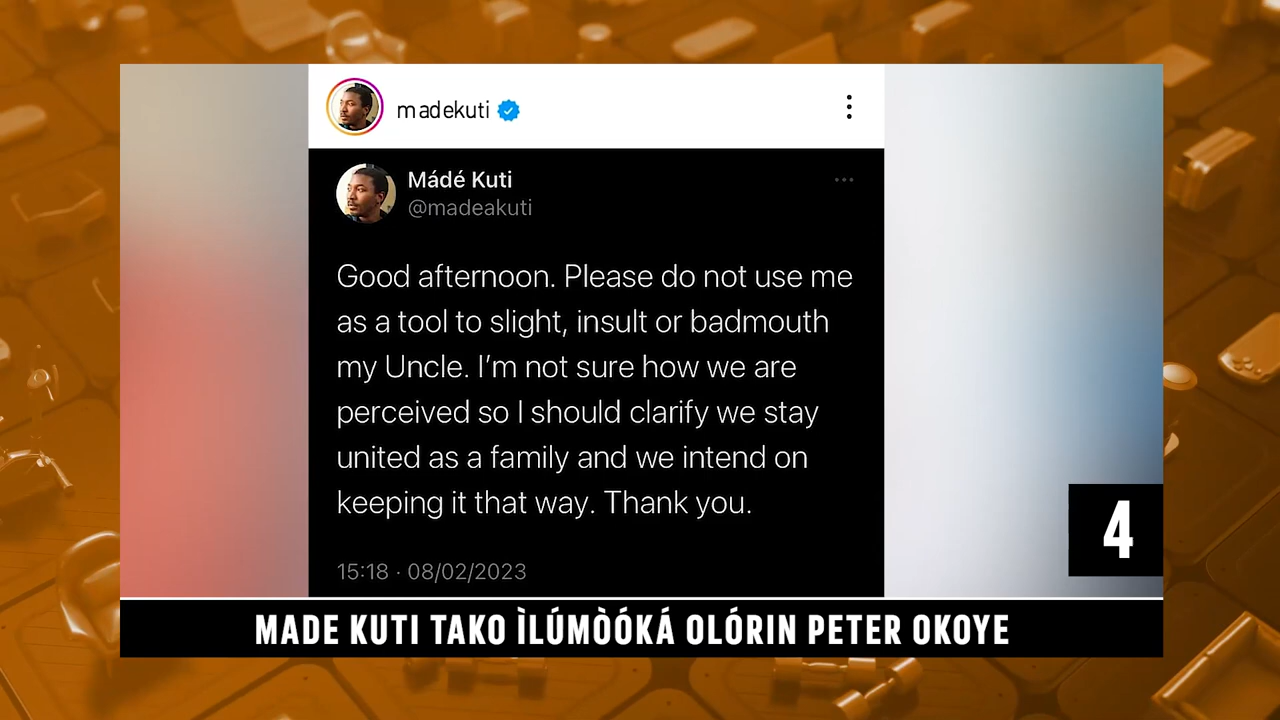 madekuti
Mádé Kuti
@madeakuti
Good afternoon. Please do not use me
as a tool to slight, insult or badmouth
my Uncle. I’m not sure how we are
perceived so I should clarify we stay
united as a family and we intend on
keeping it that way. Thank you.
15:18 · 08/02/2023
4
MADE KUTI TAKO ÌLÚMÒÓKÁ OLÓRIN PETER OKOYE